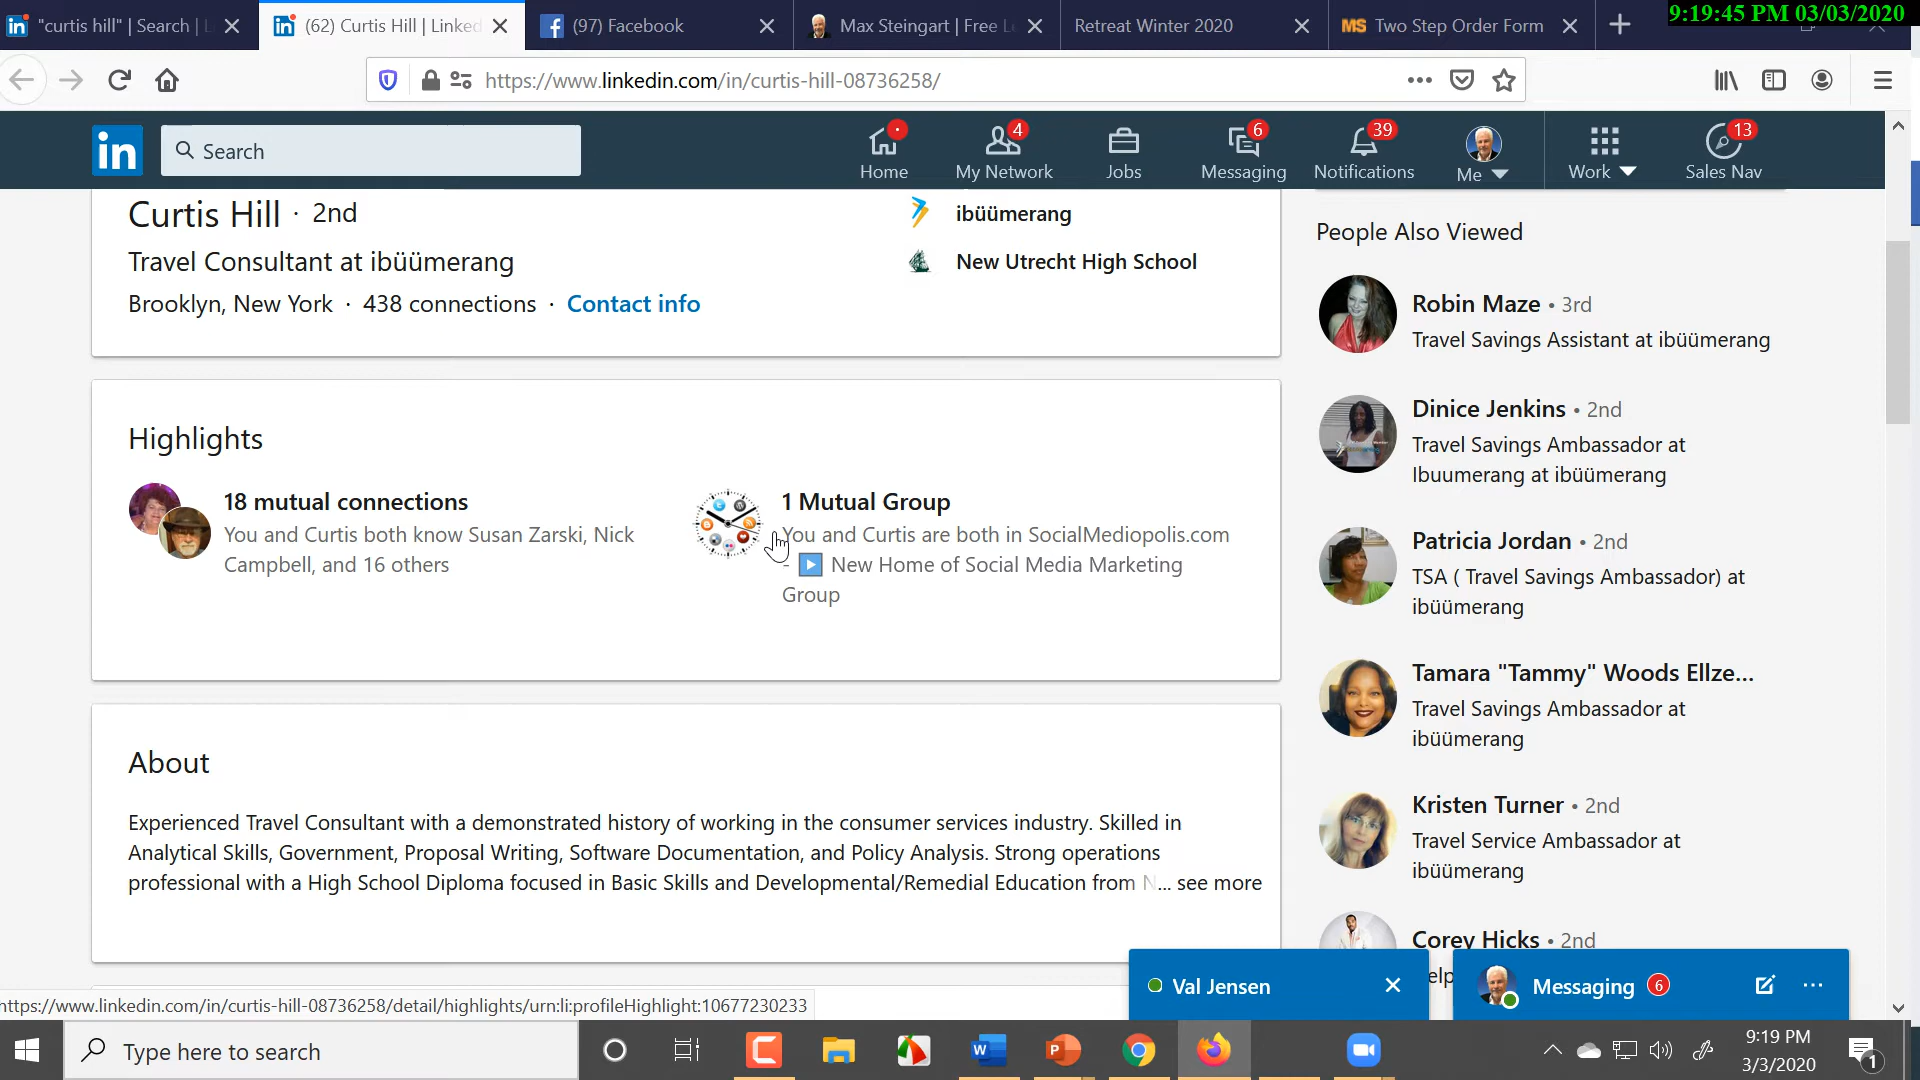 "curtis hill" | Search | L
(62) Curtis Hill | Linked
(97) Facebook
Max Steingart | Free Le
Retreat Winter 2020
MS Two Step Order Form
9:19:45 PM 03/03/2020
https://www.linkedin.com/in/curtis-hill-08736258/
in
Search
Home
4
My Network
Jobs
6
Messaging
39
Notifications
Me
Work
13
Sales Nav
Curtis Hill · 2nd
Travel Consultant at ibüümerang
Brooklyn, New York · 438 connections · Contact info
ibüümerang
New Utrecht High School
Highlights
18 mutual connections
You and Curtis both know Susan Zarski, Nick
Campbell, and 16 others
1 Mutual Group
You and Curtis are both in SocialMediopolis.com
- ▶ New Home of Social Media Marketing
Group
About
Experienced Travel Consultant with a demonstrated history of working in the consumer services industry. Skilled in
Analytical Skills, Government, Proposal Writing, Software Documentation, and Policy Analysis. Strong operations
professional with a High School Diploma focused in Basic Skills and Developmental/Remedial Education from N... see more
People Also Viewed
Robin Maze • 3rd
Travel Savings Assistant at ibüümerang
Dinice Jenkins • 2nd
Travel Savings Ambassador at
Ibuumerang at ibüümerang
Patricia Jordan • 2nd
TSA ( Travel Savings Ambassador) at
ibüümerang
Tamara "Tammy" Woods Ellze...
Travel Savings Ambassador at
ibüümerang
Kristen Turner • 2nd
Travel Service Ambassador at
ibüümerang
Corey Hicks • 2nd
elp
Val Jensen
Messaging 6
https://www.linkedin.com/in/curtis-hill-08736258/detail/highlights/urn:li:profileHighlight:10677230233
Type here to search
9:19 PM
3/3/2020
1